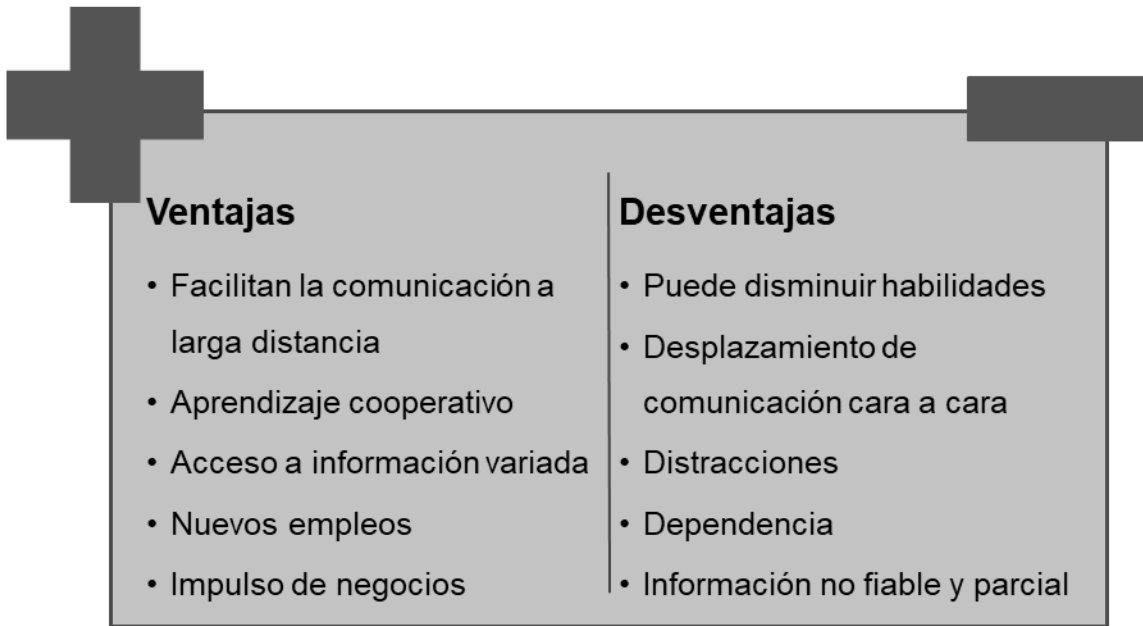 Ventajas
• Facilitan la comunicación a
larga distancia
• Aprendizaje cooperativo
• Acceso a información variada
• Nuevos empleos
• Impulso de negocios
Desventajas
• Puede disminuir habilidades
• Desplazamiento de
comunicación cara a cara
• Distracciones
• Dependencia
• Información no fiable y parcial